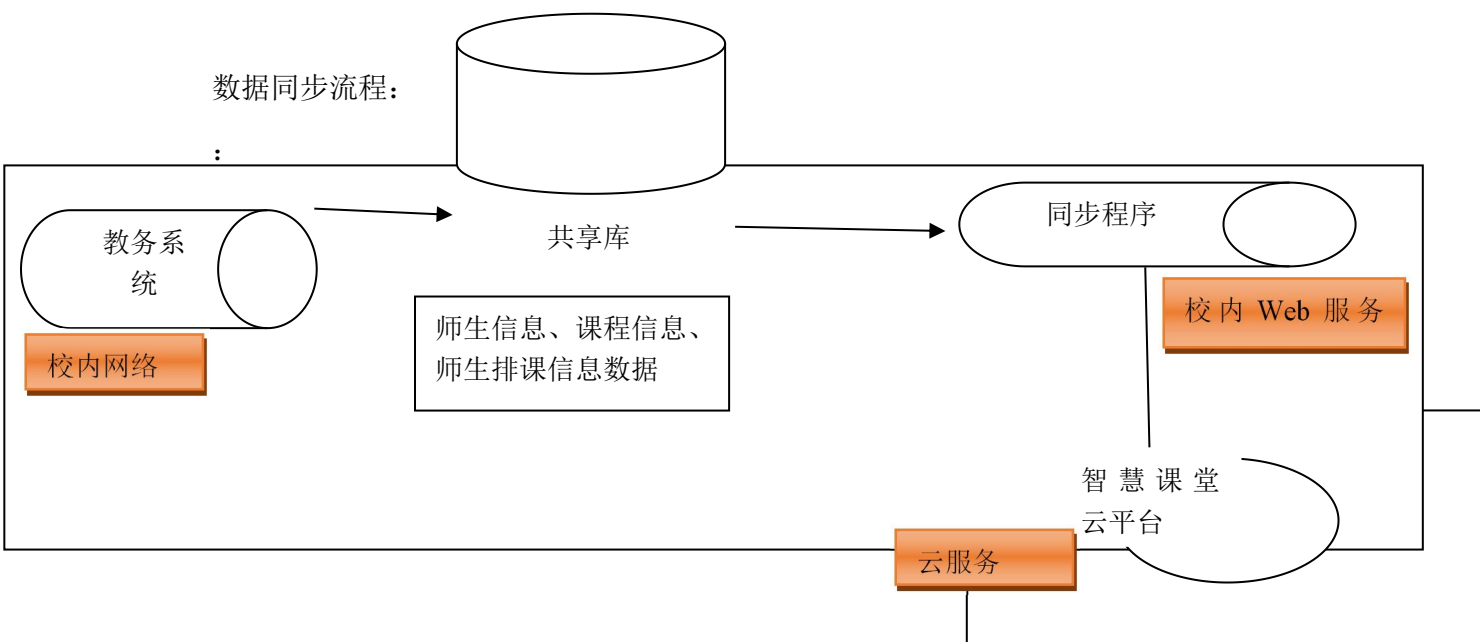 数据同步流程：
：
教务系
统
共享库
同步程序
校内网络
师生信息、课程信息、
师生排课信息数据
校内 Web 服务
智慧课堂
云平台
云服务